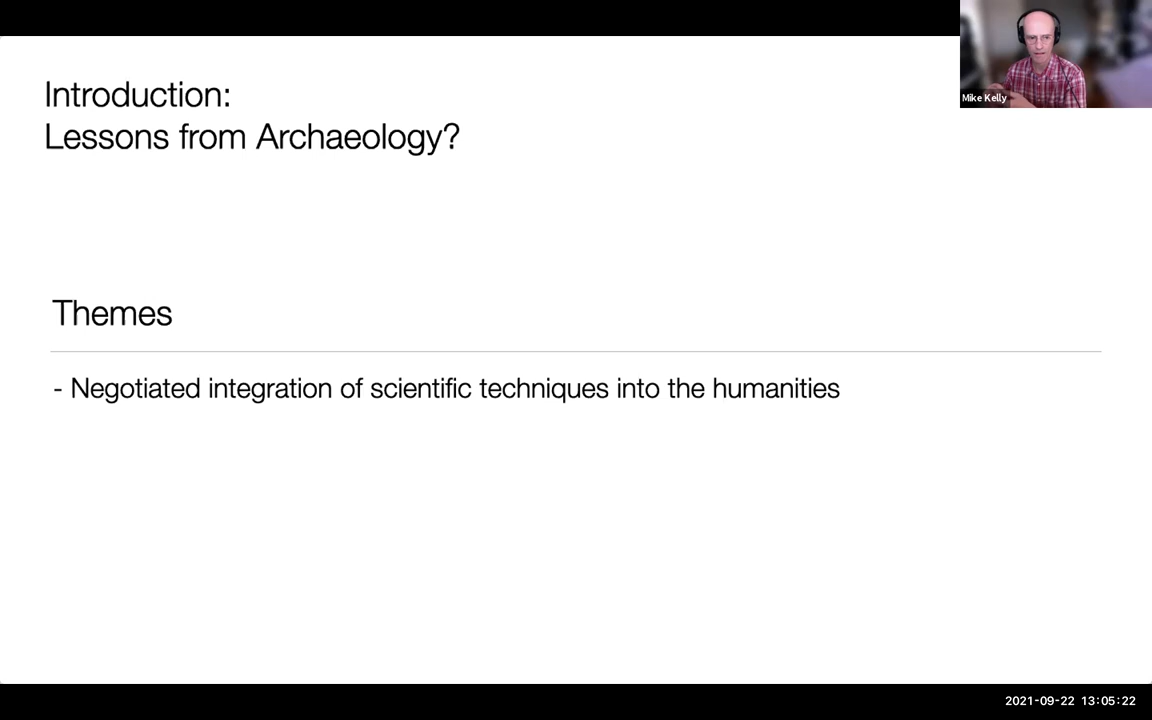 Introduction:
Lessons from Archaeology?
Mike Kelly
Themes
- Negotiated integration of scientific techniques into the humanities
2021-09-22 13:05:22